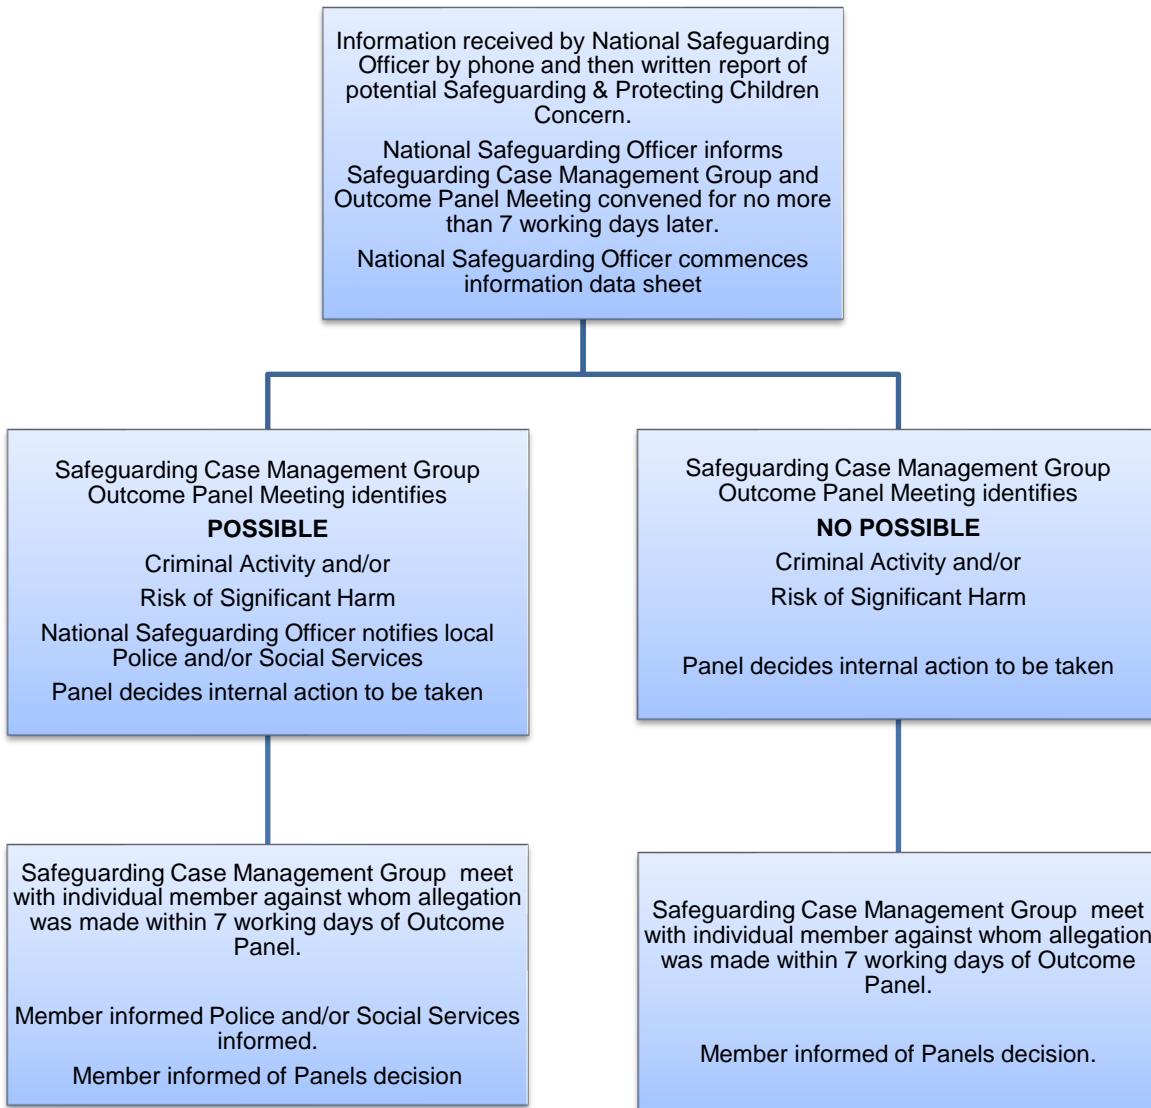 Information received by National Safeguarding
Officer by phone and then written report of
potential Safeguarding & Protecting Children
Concern.
National Safeguarding Officer informs
Safeguarding Case Management Group and
Outcome Panel Meeting convened for no more
than 7 working days later.
National Safeguarding Officer commences
information data sheet
Safeguarding Case Management Group
Outcome Panel Meeting identifies
POSSIBLE
Criminal Activity and/or
Risk of Significant Harm
National Safeguarding Officer notifies local
Police and/or Social Services
Panel decides internal action to be taken
Safeguarding Case Management Group
Outcome Panel Meeting identifies
NO POSSIBLE
Criminal Activity and/or
Risk of Significant Harm
Panel decides internal action to be taken
Safeguarding Case Management Group meet
with individual member against whom allegation
was made within 7 working days of Outcome
Panel.
Member informed Police and/or Social Services
informed.
Member informed of Panels decision
Safeguarding Case Management Group meet
with individual member against whom allegation
was made within 7 working days of Outcome
Panel.
Member informed of Panels decision.